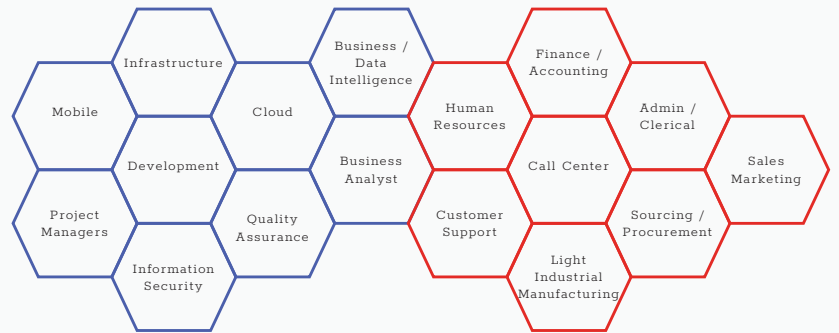 Mobile
Project
Managers
Infrastructure
Development
Information
Security
Cloud
Quality
Assurance
Business /
Data
Intelligence
Business
Analyst
Human
Resources
Customer
Support
Finance /
Accounting
Call Center
Light
Industrial
Manufacturing
Admin /
Clerical
Sourcing /
Procurement
Sales
Marketing